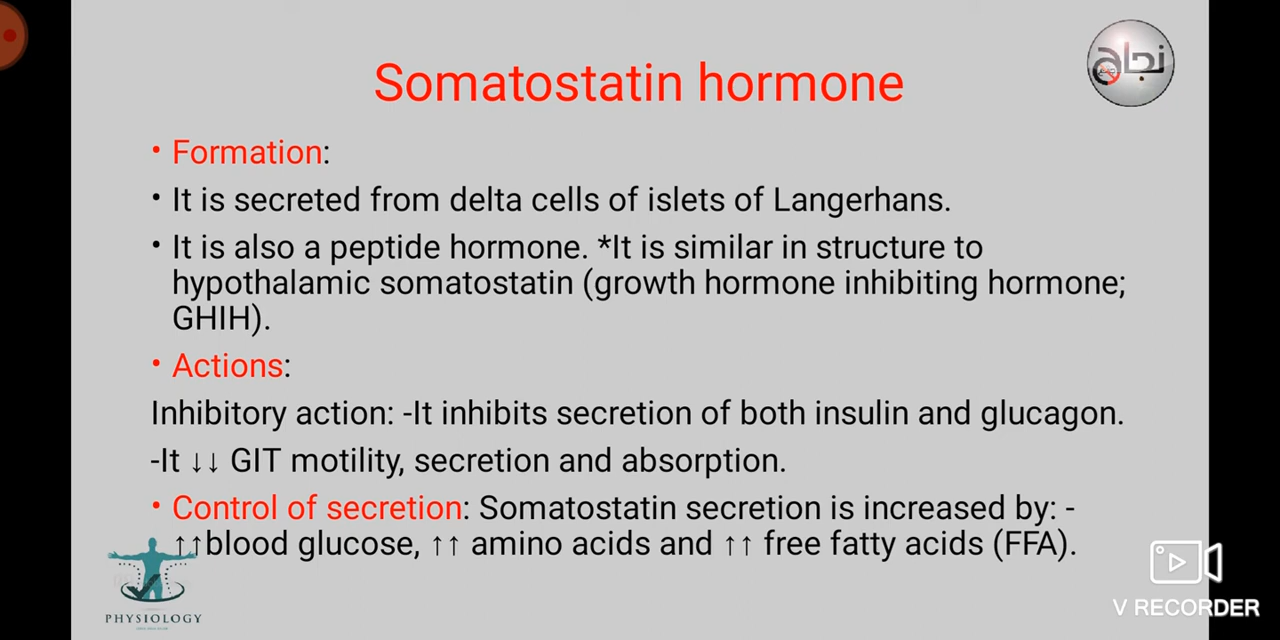 Somatostatin hormone
• Formation:
• It is secreted from delta cells of islets of Langerhans.
• It is also a peptide hormone. *It is similar in structure to
hypothalamic somatostatin (growth hormone inhibiting hormone;
GHIH).
• Actions:
Inhibitory action: -It inhibits secretion of both insulin and glucagon.
-It ↓↓ GIT motility, secretion and absorption.
• Control of secretion: Somatostatin secretion is increased by: -
↑↑blood glucose, ↑↑ amino acids and ↑↑ free fatty acids (FFA).
PHYSIOLOGY
V RECORDER